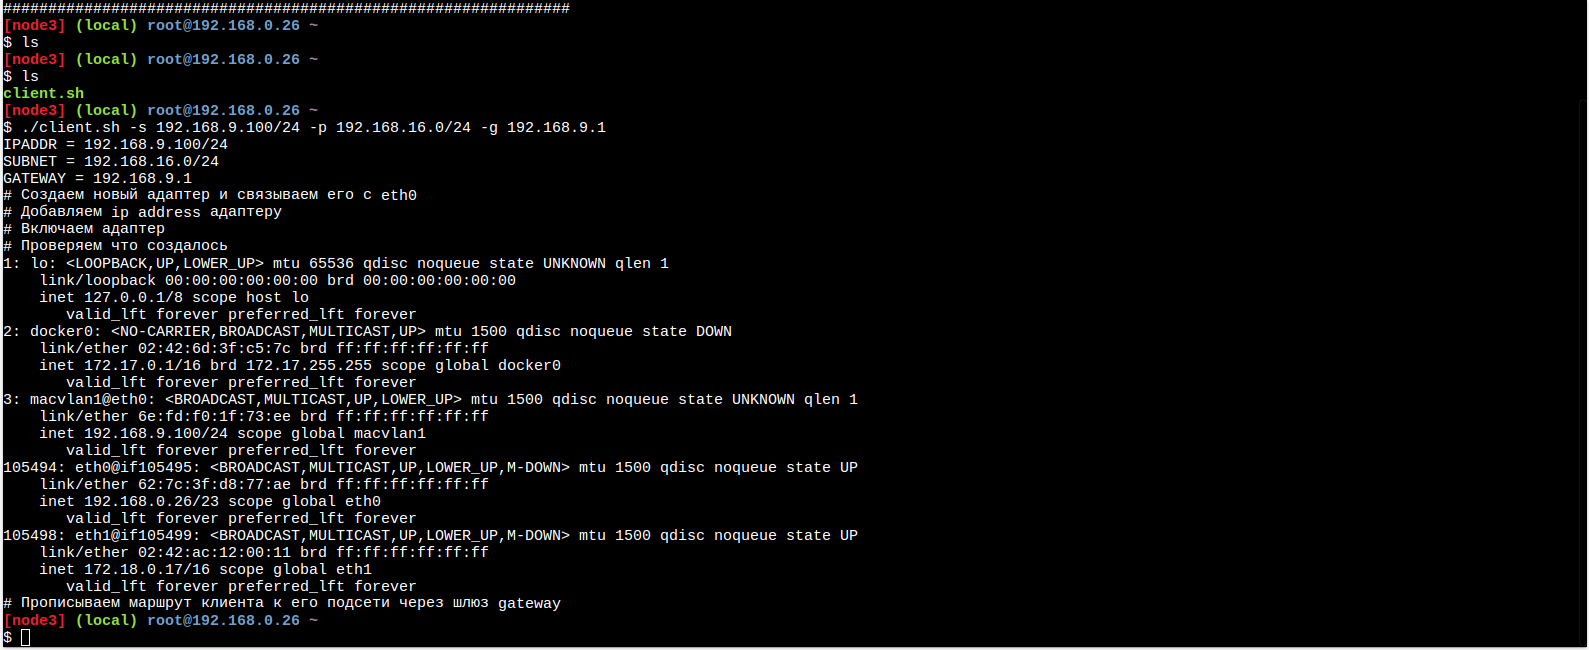 ###############################################################
[node3] (local) root@192.168.0.26 ~
$ ls
[node3] (local) root@192.168.0.26 ~
$ ls
client.sh
[node3] (local) root@192.168.0.26 ~
$ ./client.sh -s 192.168.9.100/24 -p 192.168.16.0/24 -g 192.168.9.1
IPADDR = 192.168.9.100/24
SUBNET = 192.168.16.0/24
GATEWAY = 192.168.9.1
# Создаем новый адаптер и связываем его с eth0
# Добавляем ip address адаптеру
# Включаем адаптер
# Проверяем что создалось
1: lo: <LOOPBACK,UP,LOWER_UP> mtu 65536 qdisc noqueue state UNKNOWN qlen 1
    link/loopback 00:00:00:00:00:00 brd 00:00:00:00:00:00
    inet 127.0.0.1/8 scope host lo
       valid_lft forever preferred_lft forever
2: docker0: <NO-CARRIER,BROADCAST,MULTICAST,UP> mtu 1500 qdisc noqueue state DOWN
    link/ether 02:42:6d:3f:c5:7c brd ff:ff:ff:ff:ff:ff
    inet 172.17.0.1/16 brd 172.17.255.255 scope global docker0
       valid_lft forever preferred_lft forever
3: macvlan1@eth0: <BROADCAST,MULTICAST,UP,LOWER_UP> mtu 1500 qdisc noqueue state UNKNOWN qlen 1
    link/ether 6e:fd:f0:1f:73:ee brd ff:ff:ff:ff:ff:ff
    inet 192.168.9.100/24 scope global macvlan1
       valid_lft forever preferred_lft forever
105494: eth0@if105495: <BROADCAST,MULTICAST,UP,LOWER_UP,M-DOWN> mtu 1500 qdisc noqueue state UP
    link/ether 62:7c:3f:d8:77:ae brd ff:ff:ff:ff:ff:ff
    inet 192.168.0.26/23 scope global eth0
       valid_lft forever preferred_lft forever
105498: eth1@if105499: <BROADCAST,MULTICAST,UP,LOWER_UP,M-DOWN> mtu 1500 qdisc noqueue state UP
    link/ether 02:42:ac:12:00:11 brd ff:ff:ff:ff:ff:ff
    inet 172.18.0.17/16 scope global eth1
       valid_lft forever preferred_lft forever
# Прописываем маршрут клиента к его подсети через шлюз gateway
[node3] (local) root@192.168.0.26 ~
$